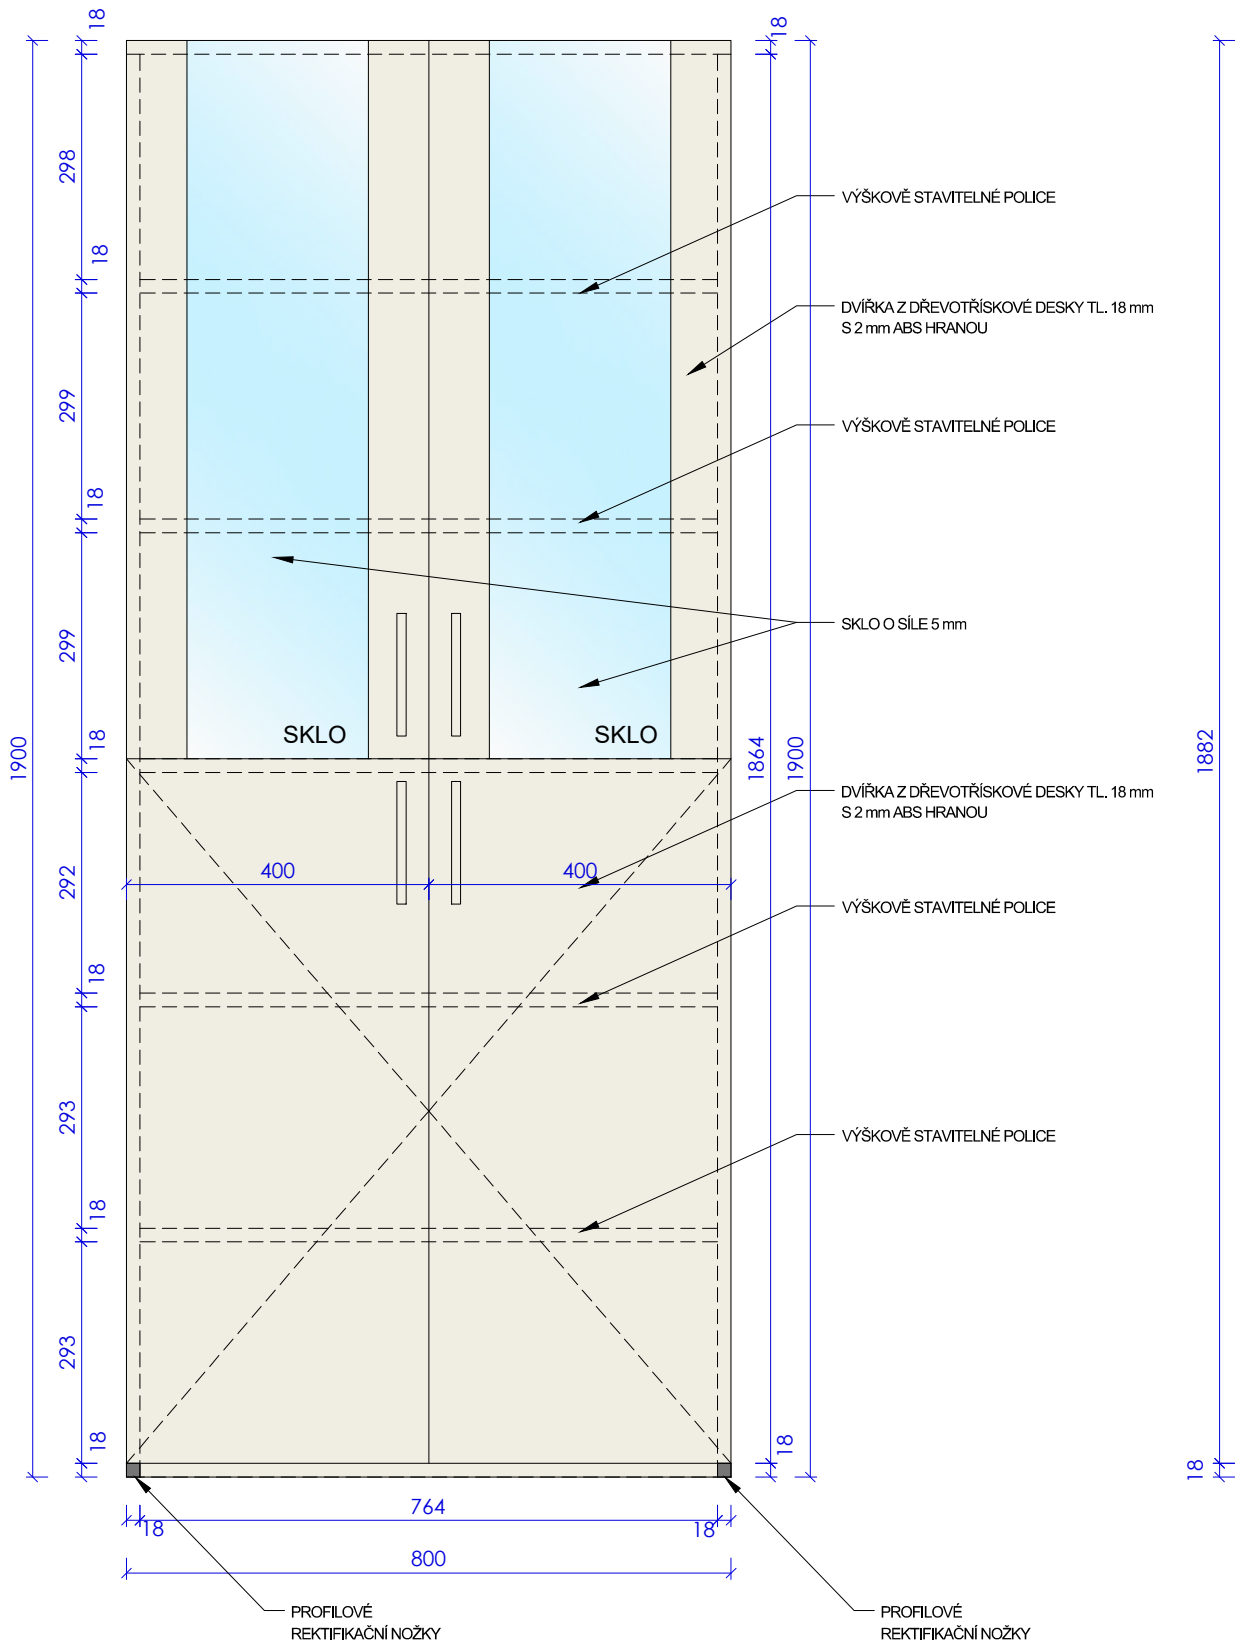 18
18
298
VÝŠKOVĚ STAVITELNÉ POLICE
18
DVÍŘKA Z DŘEVOTŘÍSKOVÉ DESKY TL. 18 mm
S 2 mm ABS HRANOU
299
VÝŠKOVĚ STAVITELNÉ POLICE
18
SKLO O SÍLE 5 mm
299
SKLO
SKLO
18
1900
1864
1900
1882
DVÍŘKA Z DŘEVOTŘÍSKOVÉ DESKY TL. 18 mm
S 2 mm ABS HRANOU
400
400
292
VÝŠKOVĚ STAVITELNÉ POLICE
18
293
VÝŠKOVĚ STAVITELNÉ POLICE
18
293
18
18
18
764
18
18
800
PROFILOVÉ
REKTIFIKAČNÍ NOŽKY
PROFILOVÉ
REKTIFIKAČNÍ NOŽKY